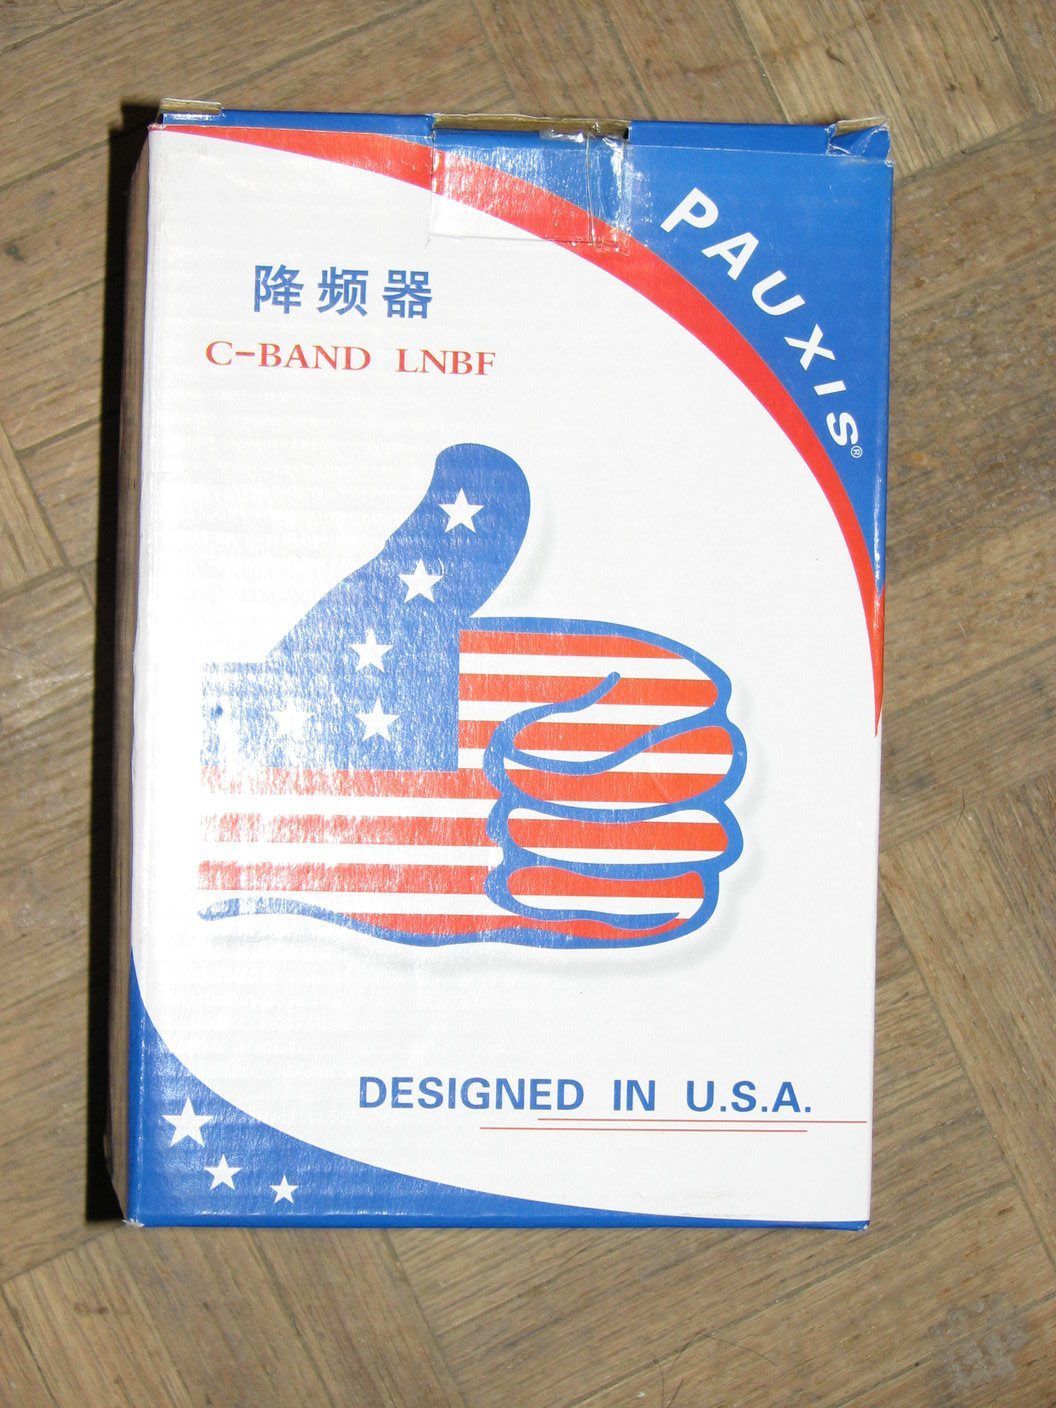 PAUXIS®
降频器
C-BAND LNBF
DESIGNED IN U.S.A.